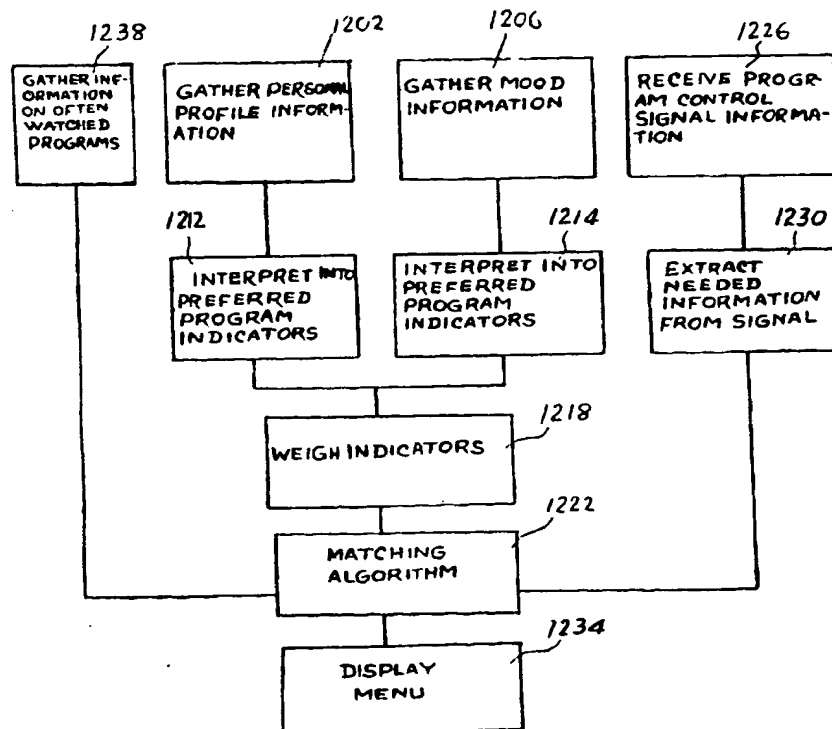 1238
1202
1206
1226
GATHER INF-
ORMATION
ON OFTEN
WATCHED
PROGRAMS
GATHER PERSONAL
PROFILE INFORM-
ATION
GATHER MOOD
INFORMATION
RECEIVE PROGR-
AM CONTROL
SIGNAL INFORMA-
TION
1212
INTERPRET INTO
PREFERRED
PROGRAM
INDICATORS
1214
INTERPRET INTO
PREFERRED
PROGRAM
INDICATORS
1230
EXTRACT
NEEDED
INFORMATION
FROM SIGNAL
1218
WEIGH INDICATORS
1222
MATCHING
ALGORITHM
1234
DISPLAY
MENU